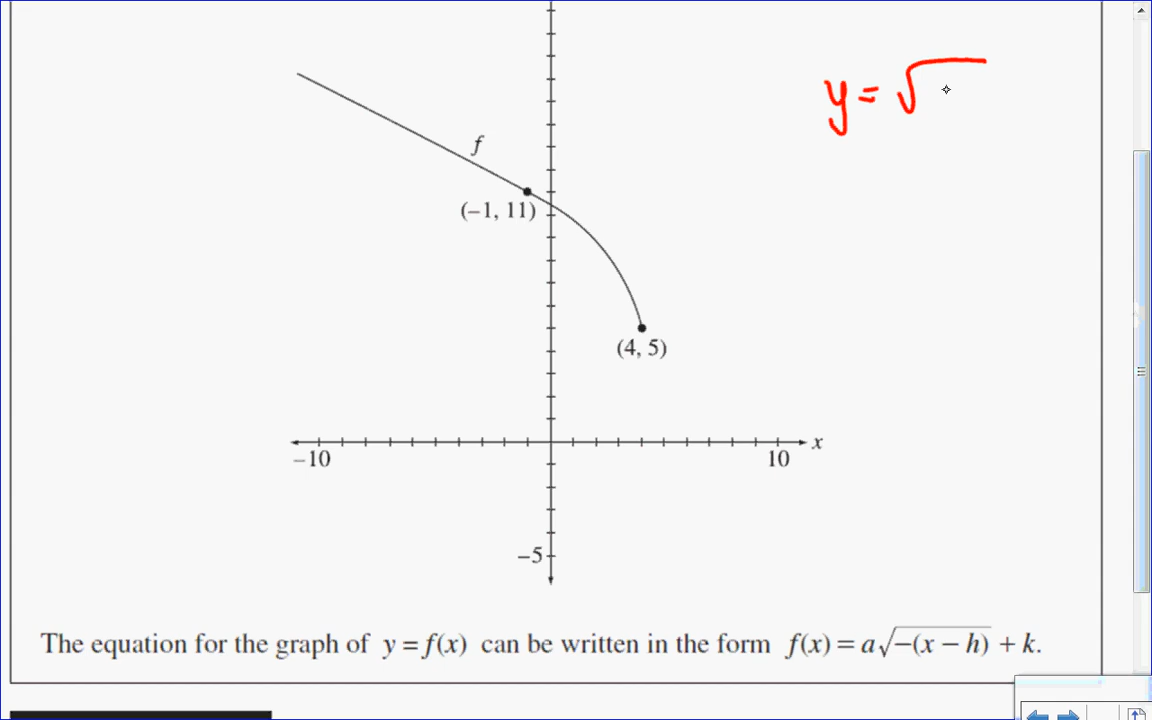 y = √
f
(−1, 11)
(4, 5)
x
−10
10
−5
The equation for the graph of y = f(x) can be written in the form f(x) = a√−(x − h) + k.